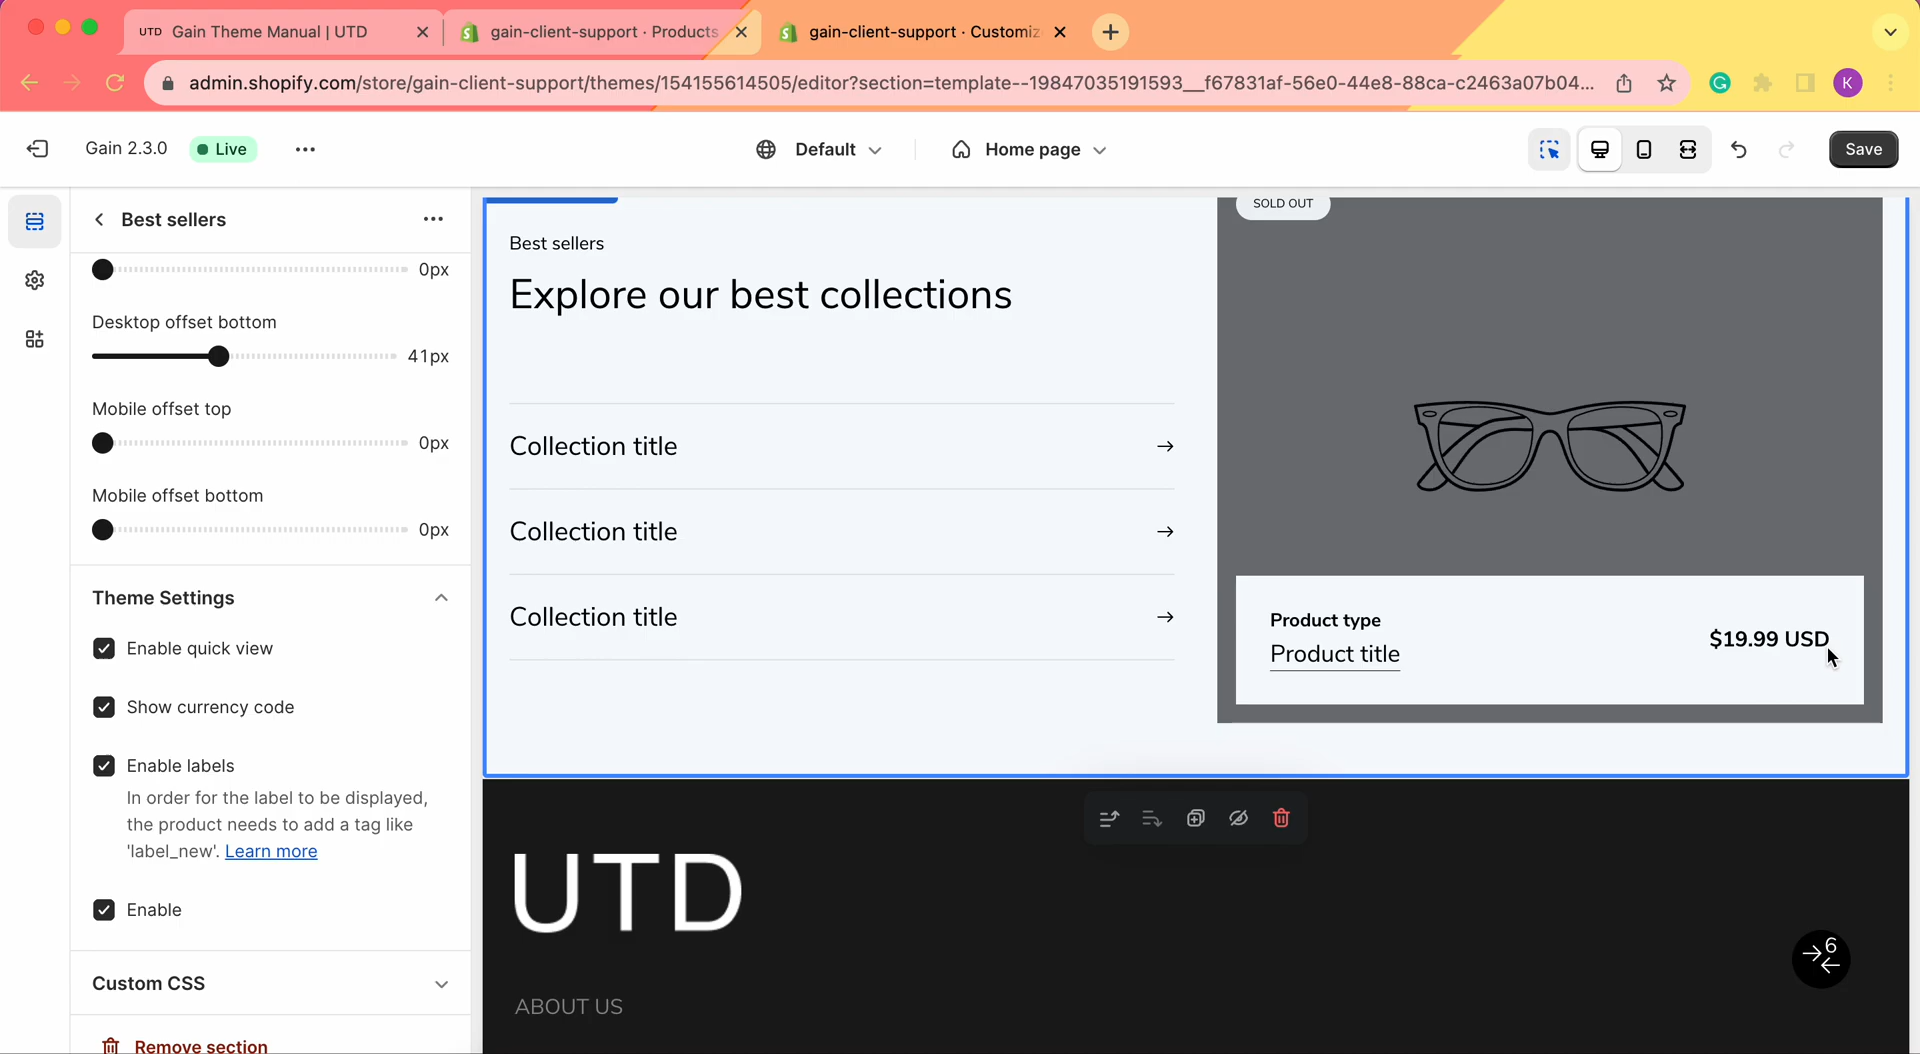 UTD Gain Theme Manual | UTD
gain-client-support · Products
gain-client-support · Customiz
admin.shopify.com/store/gain-client-support/themes/154155614505/editor?section=template--19847035191593__f67831af-56e0-44e8-88ca-c2463a07b04...
K
Gain 2.3.0
Live
Default
Home page
Save
Best sellers
0px
Desktop offset bottom
41px
Mobile offset top
0px
Mobile offset bottom
0px
Theme Settings
Enable quick view
Show currency code
Enable labels
In order for the label to be displayed,
the product needs to add a tag like
'label_new'. Learn more
Enable
Custom CSS
Remove section
SOLD OUT
Best sellers
Explore our best collections
Collection title
Collection title
Collection title
Product type
Product title
$19.99 USD
UTD
ABOUT US
6